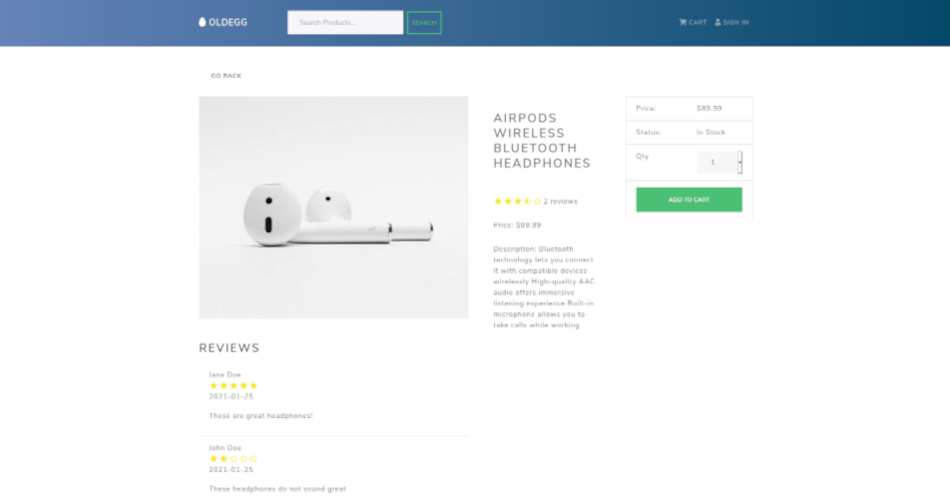 OLDEGG
Search Products...
SEARCH
CART
SIGN IN
GO BACK
AIRPODS
WIRELESS
BLUETOOTH
HEADPHONES
2 reviews
Price: $89.99
Description: Bluetooth
technology lets you connect
it with compatible devices
wirelessly High-quality AAC
audio offers immersive
listening experience Built-in
microphone allows you to
take calls while working
Price: $89.99
Status: In Stock
Qty 1
ADD TO CART
REVIEWS
Jane Doe
2021-01-25
These are great headphones!
John Doe
2021-01-25
These headphones do not sound great